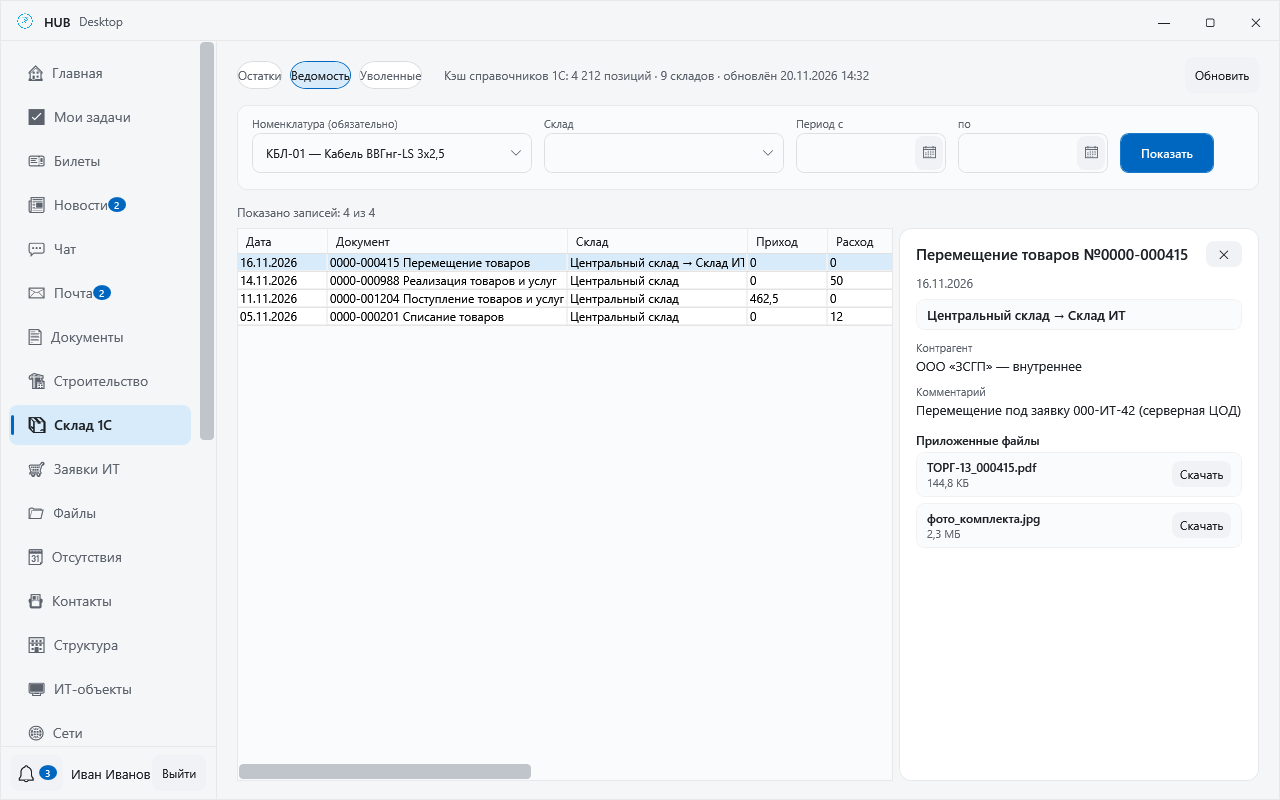 HUB Desktop
Главная
Мои задачи
Билеты
Новости 2
Чат
Почта 2
Документы
Строительство
Склад 1С
Заявки ИТ
Файлы
31 Отсутствия
Контакты
Структура
ИТ-объекты
Сети
3 Иван Иванов Выйти
Остатки Ведомость Уволенные Кэш справочников 1С: 4 212 позиций · 9 складов · обновлён 20.11.2026 14:32 Обновить
Номенклатура (обязательно) Склад Период с по
КБЛ-01 — Кабель ВВГнг-LS 3х2,5 Показать
Показано записей: 4 из 4
Дата Документ Склад Приход Расход
16.11.2026 0000-000415 Перемещение товаров Центральный склад → Склад ИТ 0 0
14.11.2026 0000-000988 Реализация товаров и услуг Центральный склад 0 50
11.11.2026 0000-001204 Поступление товаров и услуг Центральный склад 462,5 0
05.11.2026 0000-000201 Списание товаров Центральный склад 0 12
Перемещение товаров №0000-000415
16.11.2026
Центральный склад → Склад ИТ
Контрагент
ООО «ЗСГП» — внутреннее
Комментарий
Перемещение под заявку 000-ИТ-42 (серверная ЦОД)
Приложенные файлы
ТОРГ-13_000415.pdf
144,8 КБ
Скачать
фото_комплекта.jpg
2,3 МБ
Скачать